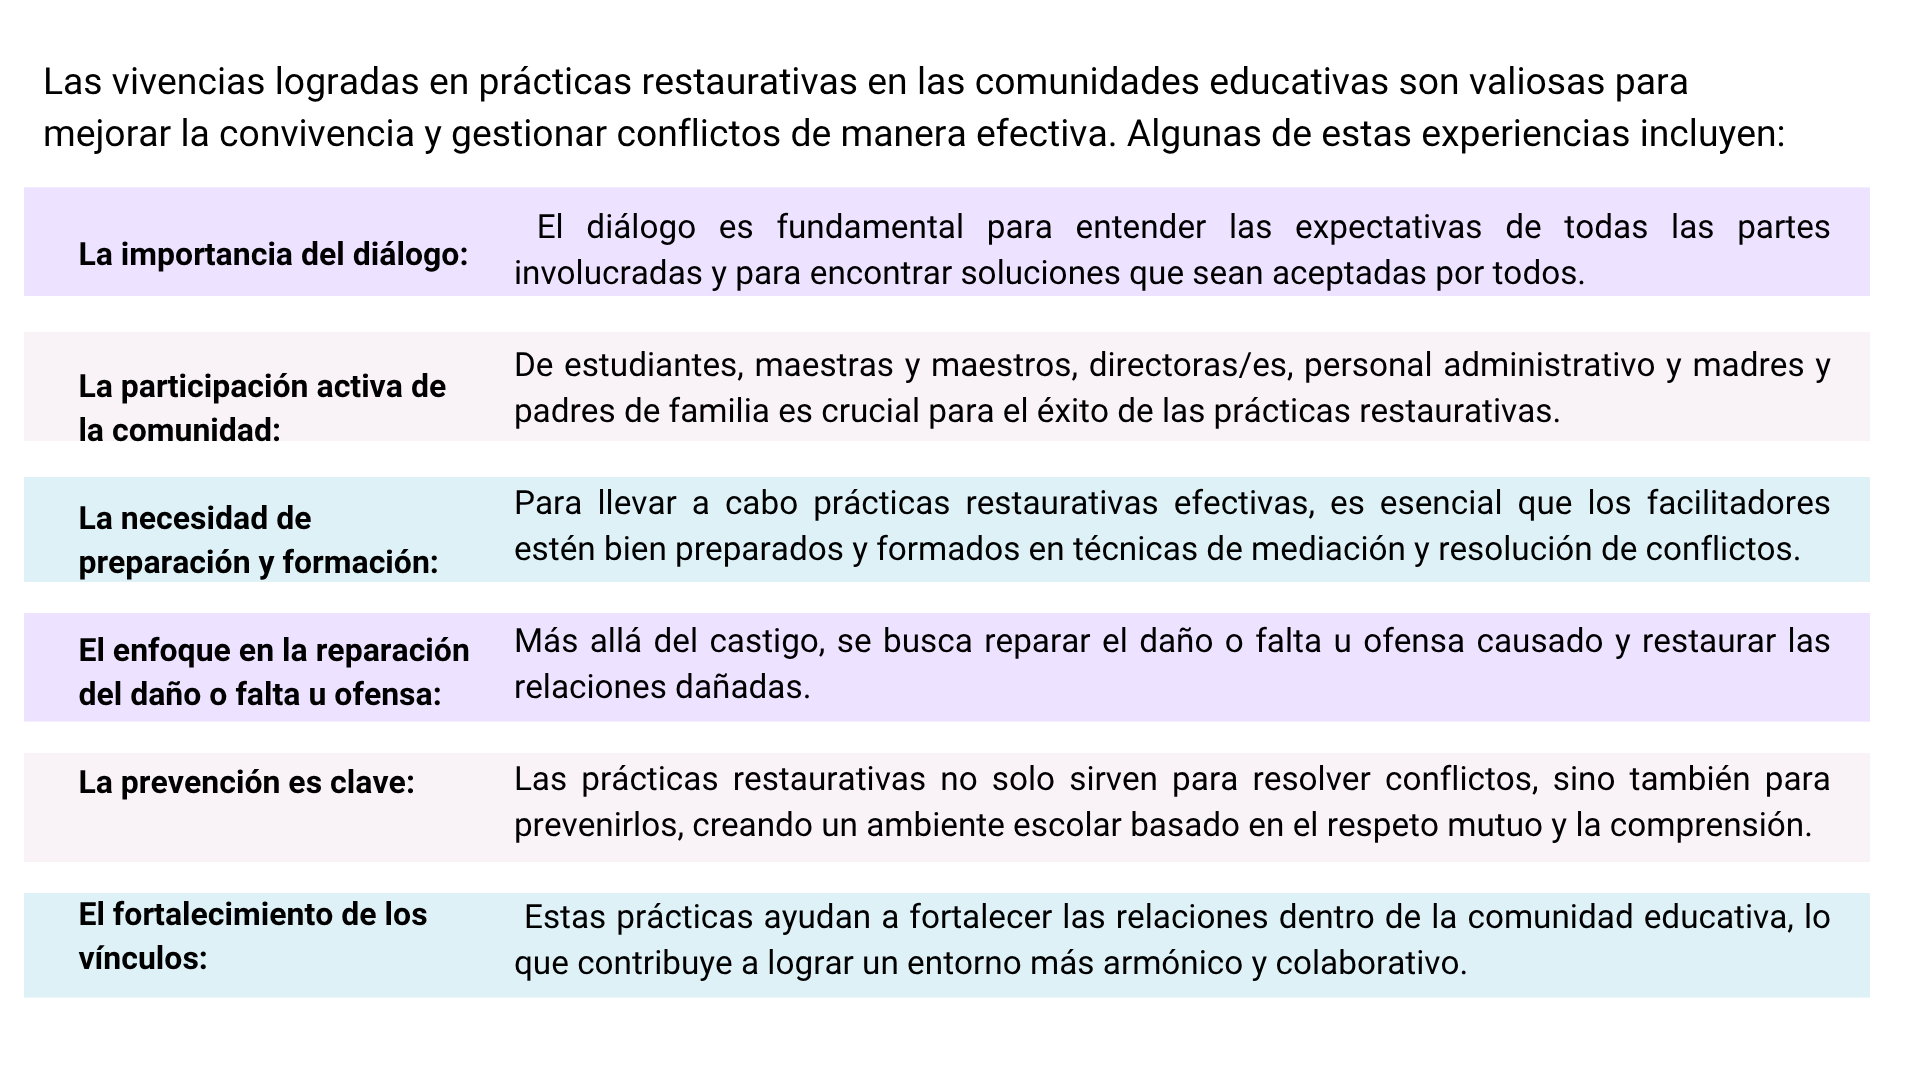 Las vivencias logradas en prácticas restaurativas en las comunidades educativas son valiosas para
mejorar la convivencia y gestionar conflictos de manera efectiva. Algunas de estas experiencias incluyen:
La importancia del diálogo:
El diálogo es fundamental para entender las expectativas de todas las partes
involucradas y para encontrar soluciones que sean aceptadas por todos.
La participación activa de
la comunidad:
De estudiantes, maestras y maestros, directoras/es, personal administrativo y madres y
padres de familia es crucial para el éxito de las prácticas restaurativas.
La necesidad de
preparación y formación:
Para llevar a cabo prácticas restaurativas efectivas, es esencial que los facilitadores
estén bien preparados y formados en técnicas de mediación y resolución de conflictos.
El enfoque en la reparación
del daño o falta u ofensa:
Más allá del castigo, se busca reparar el daño o falta u ofensa causado y restaurar las
relaciones dañadas.
La prevención es clave:
Las prácticas restaurativas no solo sirven para resolver conflictos, sino también para
prevenirlos, creando un ambiente escolar basado en el respeto mutuo y la comprensión.
El fortalecimiento de los
vínculos:
Estas prácticas ayudan a fortalecer las relaciones dentro de la comunidad educativa, lo
que contribuye a lograr un entorno más armónico y colaborativo.